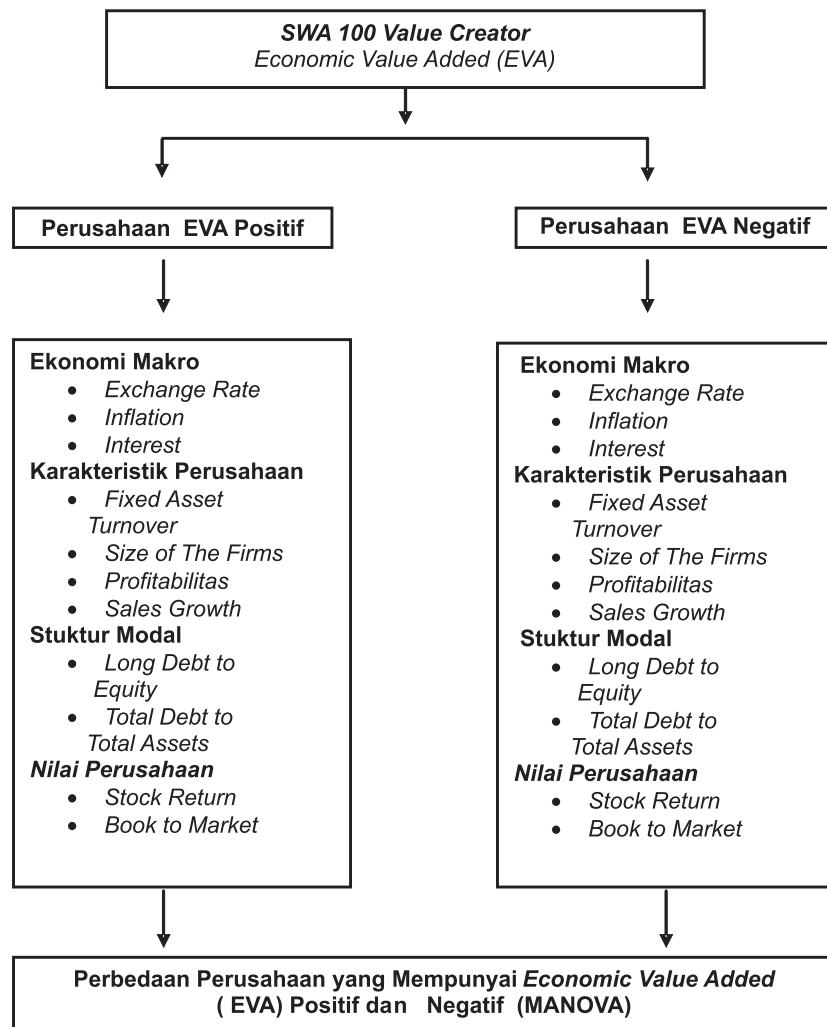 SWA 100 Value Creator
Economic Value Added (EVA)
Perusahaan EVA Positif
Perusahaan EVA Negatif
Ekonomi Makro
• Exchange Rate
• Inflation
• Interest
Karakteristik Perusahaan
• Fixed Asset
Turnover
• Size of The Firms
• Profitabilitas
• Sales Growth
Stuktur Modal
• Long Debt to
Equity
• Total Debt to
Total Assets
Nilai Perusahaan
• Stock Return
• Book to Market
Ekonomi Makro
• Exchange Rate
• Inflation
• Interest
Karakteristik Perusahaan
• Fixed Asset
Turnover
• Size of The Firms
• Profitabilitas
• Sales Growth
Stuktur Modal
• Long Debt to
Equity
• Total Debt to
Total Assets
Nilai Perusahaan
• Stock Return
• Book to Market
Perbedaan Perusahaan yang Mempunyai Economic Value Added
( EVA) Positif dan Negatif (MANOVA)